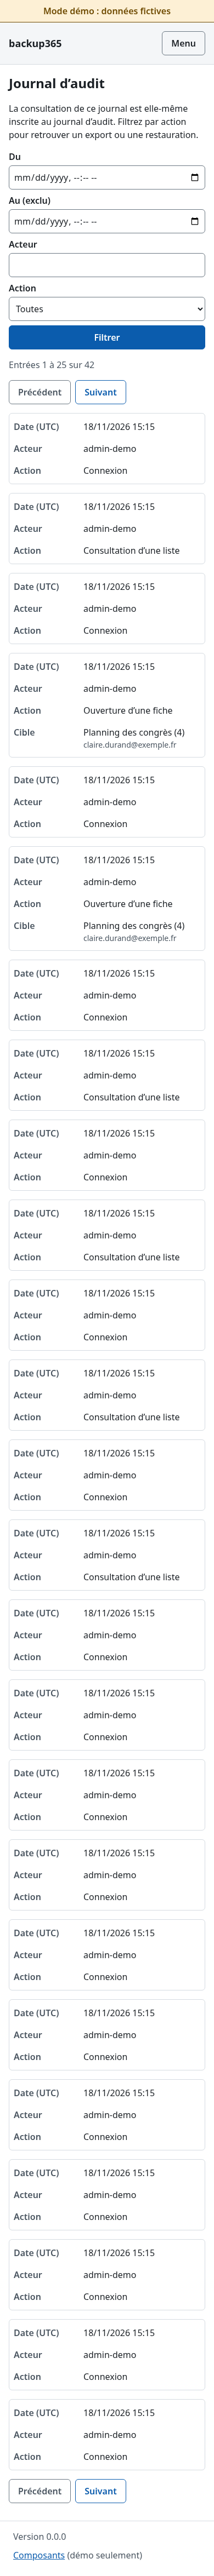 Mode démo : données fictives
backup365
Menu
Journal d’audit
La consultation de ce journal est elle-même
inscrite au journal d’audit. Filtrez par action
pour retrouver un export ou une restauration.
Du
mm/dd/yyyy, --:-- --
Au (exclu)
mm/dd/yyyy, --:-- --
Acteur
Action
Toutes
Filtrer
Entrées 1 à 25 sur 42
Précédent Suivant
Date (UTC) 18/11/2026 15:15
Acteur admin-demo
Action Connexion
Date (UTC) 18/11/2026 15:15
Acteur admin-demo
Action Consultation d’une liste
Date (UTC) 18/11/2026 15:15
Acteur admin-demo
Action Connexion
Date (UTC) 18/11/2026 15:15
Acteur admin-demo
Action Ouverture d’une fiche
Cible Planning des congrès (4)
claire.durand@exemple.fr
Date (UTC) 18/11/2026 15:15
Acteur admin-demo
Action Connexion
Date (UTC) 18/11/2026 15:15
Acteur admin-demo
Action Ouverture d’une fiche
Cible Planning des congrès (4)
claire.durand@exemple.fr
Date (UTC) 18/11/2026 15:15
Acteur admin-demo
Action Connexion
Date (UTC) 18/11/2026 15:15
Acteur admin-demo
Action Consultation d’une liste
Date (UTC) 18/11/2026 15:15
Acteur admin-demo
Action Connexion
Date (UTC) 18/11/2026 15:15
Acteur admin-demo
Action Consultation d’une liste
Date (UTC) 18/11/2026 15:15
Acteur admin-demo
Action Connexion
Date (UTC) 18/11/2026 15:15
Acteur admin-demo
Action Consultation d’une liste
Date (UTC) 18/11/2026 15:15
Acteur admin-demo
Action Connexion
Date (UTC) 18/11/2026 15:15
Acteur admin-demo
Action Consultation d’une liste
Date (UTC) 18/11/2026 15:15
Acteur admin-demo
Action Connexion
Date (UTC) 18/11/2026 15:15
Acteur admin-demo
Action Connexion
Date (UTC) 18/11/2026 15:15
Acteur admin-demo
Action Connexion
Date (UTC) 18/11/2026 15:15
Acteur admin-demo
Action Connexion
Date (UTC) 18/11/2026 15:15
Acteur admin-demo
Action Connexion
Date (UTC) 18/11/2026 15:15
Acteur admin-demo
Action Connexion
Date (UTC) 18/11/2026 15:15
Acteur admin-demo
Action Connexion
Date (UTC) 18/11/2026 15:15
Acteur admin-demo
Action Connexion
Date (UTC) 18/11/2026 15:15
Acteur admin-demo
Action Connexion
Date (UTC) 18/11/2026 15:15
Acteur admin-demo
Action Connexion
Date (UTC) 18/11/2026 15:15
Acteur admin-demo
Action Connexion
Précédent Suivant
Version 0.0.0
Composants (démo seulement)